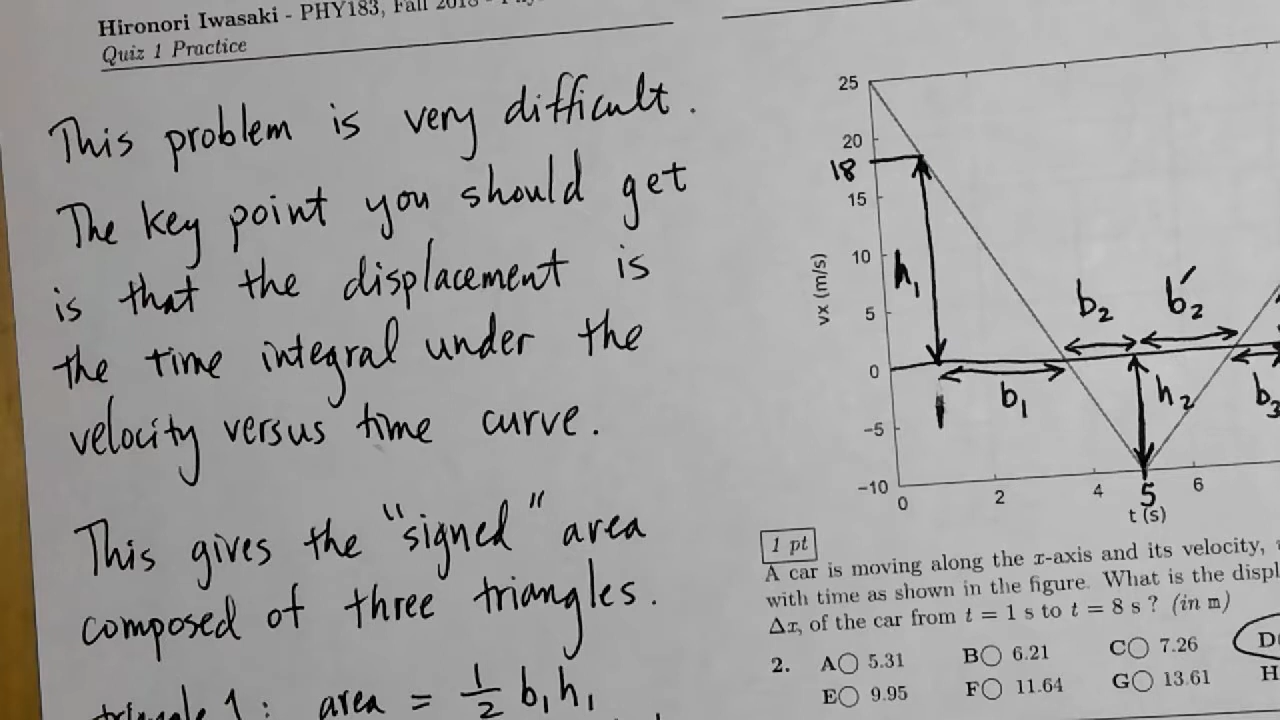 Hironori Iwasaki - PHY183, Fall 2018
Quiz 1 Practice
This problem is very difficult.
The key point you should get
is that the displacement is
the time integral under the
velocity versus time curve.
This gives the "signed" area
composed of three triangles.
triangle 1: area = 1/2 b₁h₁
25
20
18
15
10
5
0
−5
−10
vx (m/s)
h₁
b₂
b₂′
b₁
h₂
b₃
1
0
2
4
5
6
t (s)
1 pt
A car is moving along the x-axis and its velocity,
with time as shown in the figure. What is the
Δx, of the car from t = 1 s to t = 8 s ? (in m)
2. A○ 5.31 B○ 6.21 C○ 7.26 D
E○ 9.95 F○ 11.64 G○ 13.61 H